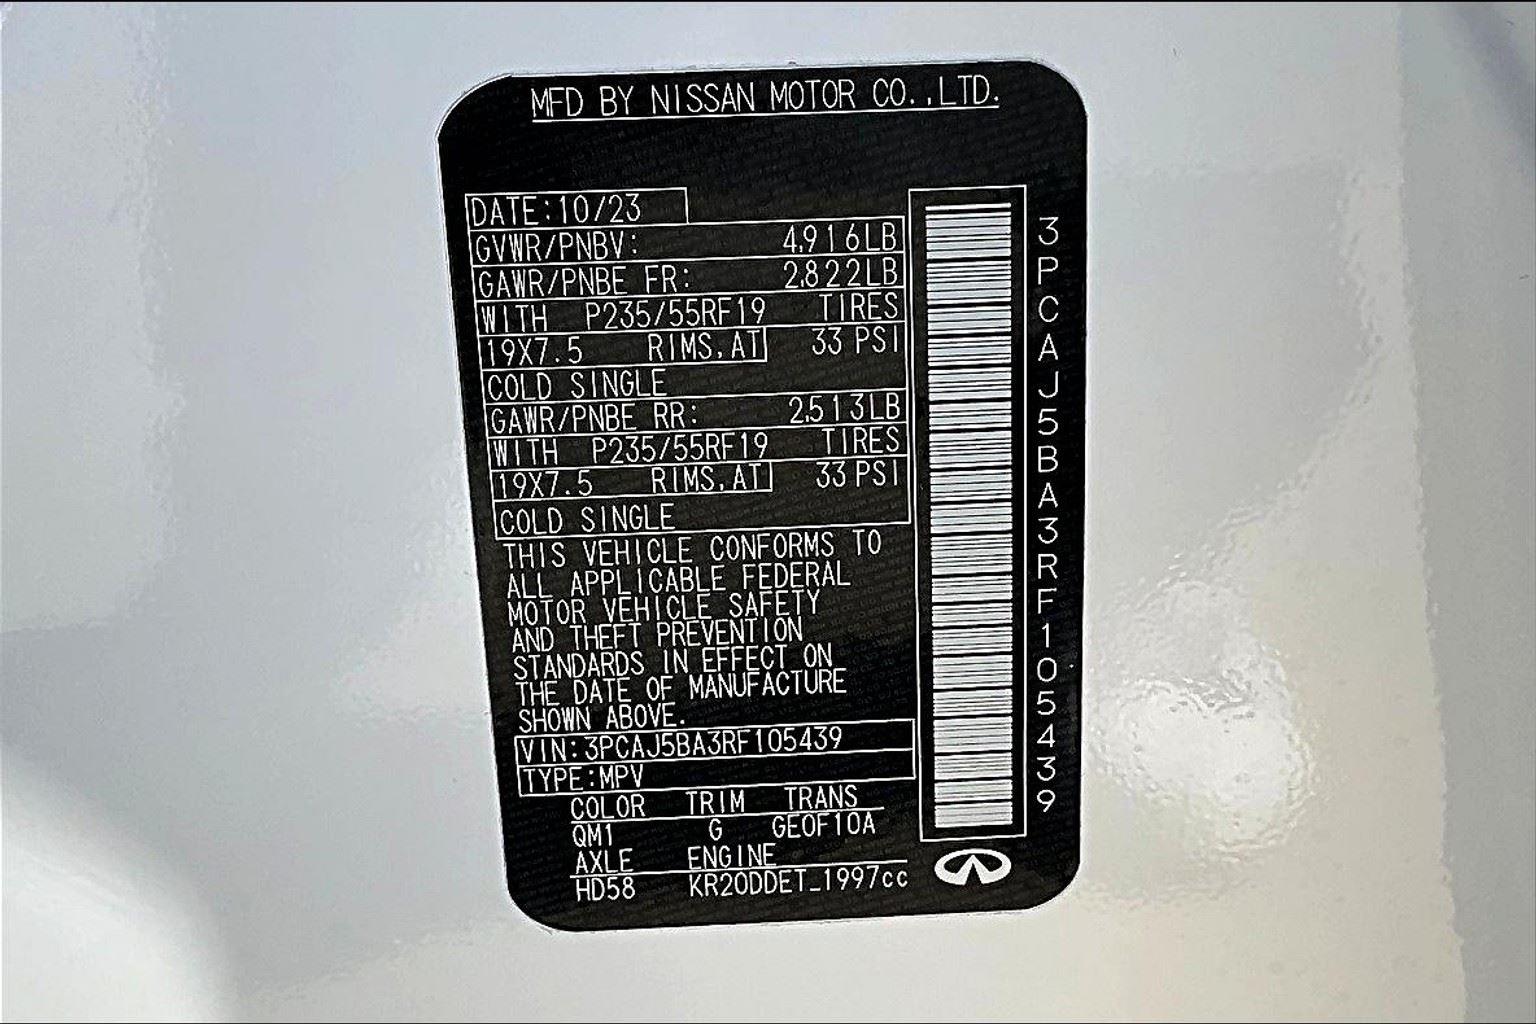 MFD BY NISSAN MOTOR CO.,LTD.
DATE:10/23
GVWR/PNBV: 4,916LB
GAWR/PNBE FR: 2,822LB
WITH P235/55RF19 TIRES
19X7.5 RIMS,AT 33 PSI
COLD SINGLE
GAWR/PNBE RR: 2,513LB
WITH P235/55RF19 TIRES
19X7.5 RIMS,AT 33 PSI
COLD SINGLE
THIS VEHICLE CONFORMS TO
ALL APPLICABLE FEDERAL
MOTOR VEHICLE SAFETY
AND THEFT PREVENTION
STANDARDS IN EFFECT ON
THE DATE OF MANUFACTURE
SHOWN ABOVE.
VIN:3PCAJ5BA3RF105439
TYPE:MPV
COLOR TRIM TRANS
QM1 G GE0F10A
AXLE ENGINE
HD58 KR20DDET_1997cc
3PCAJ5BA3RF105439